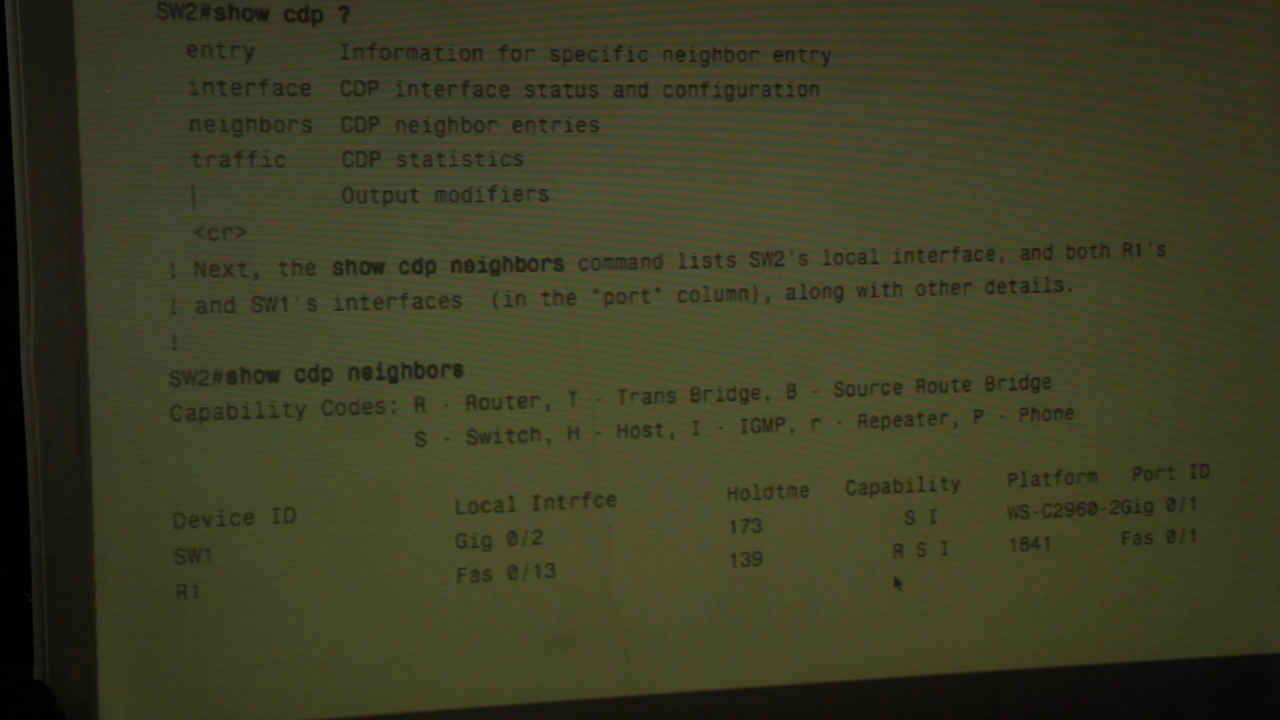 SW2#show cdp ?
entry Information for specific neighbor entry
interface CDP interface status and configuration
neighbors CDP neighbor entries
traffic CDP statistics
| Output modifiers
<cr>
! Next, the show cdp neighbors command lists SW2's local interface, and both R1's
! and SW1's interfaces (in the "port" column), along with other details.
!
SW2#show cdp neighbors
Capability Codes: R - Router, T - Trans Bridge, B - Source Route Bridge
S - Switch, H - Host, I - IGMP, r - Repeater, P - Phone
Device ID Local Intrfce Holdtme Capability Platform Port ID
SW1 Gig 0/2 173 S I WS-C2960-2Gig 0/1
R1 Fas 0/13 139 R S I 1841 Fas 0/1